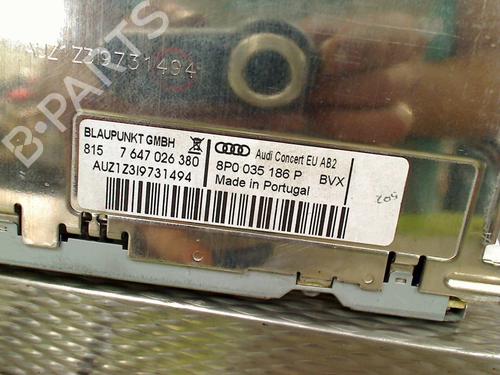 AUZ1Z3I9731494
BLAUPUNKT GMBH
815 7 647 026 380
AUZ1Z3I9731494
Audi Concert EU AB2
8P0 035 186 P BVX
Made in Portugal
502
B-PARTS